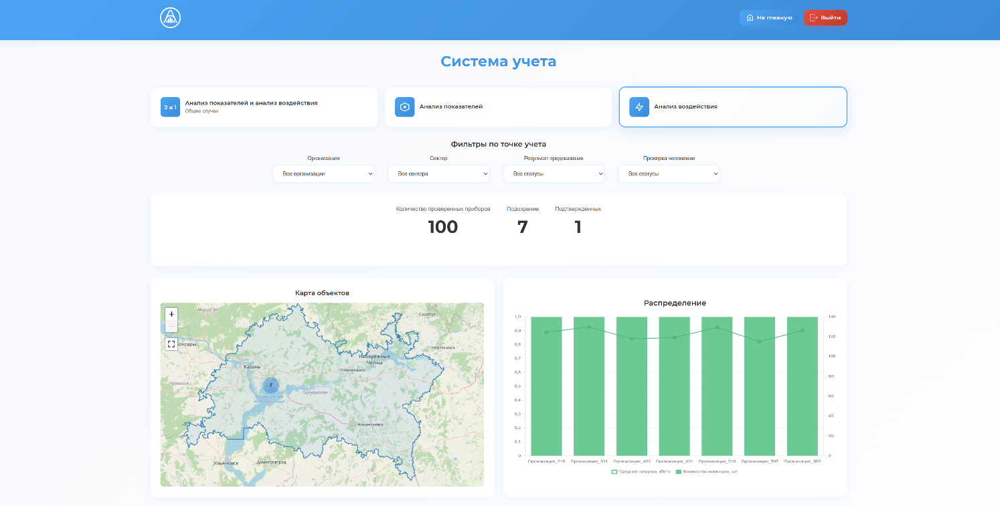 На главную
Выйти
Система учета
2 в 1
Анализ показателей и анализ воздействия
Общие случаи
Анализ показателей
Анализ воздействия
Фильтры по точке учета
Организация
Сектор
Результат предсказания
Проверка человеком
Все организации
Все сектора
Все статусы
Все статусы
Количество проверенных приборов
Подозрение
Подтвержденных
100
7
1
Карта объектов
+
−
Марий Эл
Сарапул
боксары
Нефтекамск
Набережные
Челны
Казань
Нижнекамск
Чувашия
7
Татарстан
Куйбышевское
водохранилище
Альметьевск
Ульяновск
Димитровград
Распределение
1,0
0,9
0,8
0,7
0,6
0,5
0,4
0,3
0,2
0,1
0
140
120
100
80
60
40
20
0
Организация_218
Организация_331
Организация_403
Организация_431
Организация_516
Организация_597
Организация_882
Средняя нагрузка, кВт*ч
Количество майнеров, шт.